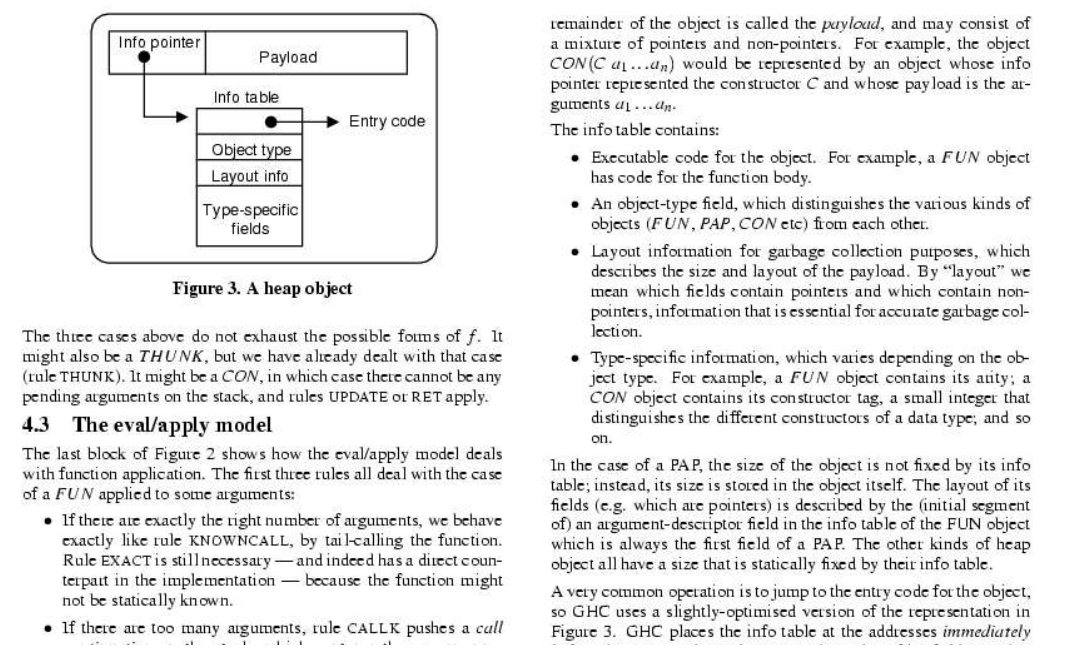 Info pointer
Payload
Info table
Entry code
Object type
Layout info
Type-specific
fields
Figure 3. A heap object
The three cases above do not exhaust the possible forms of f. It
might also be a THUNK, but we have already dealt with that case
(rule THUNK). It might be a CON, in which case there cannot be any
pending arguments on the stack, and rules UPDATE or RET apply.
4.3 The eval/apply model
The last block of Figure 2 shows how the eval/apply model deals
with function application. The first three rules all deal with the case
of a FUN applied to some arguments:
• If there are exactly the right number of arguments, we behave
exactly like rule KNOWNCALL, by tail-calling the function.
Rule EXACT is still necessary — and indeed has a direct coun-
terpart in the implementation — because the function might
not be statically known.
• If there are too many arguments, rule CALLK pushes a call
remainder of the object is called the payload, and may consist of
a mixture of pointers and non-pointers. For example, the object
CON(C a₁...aₙ) would be represented by an object whose info
pointer represented the constructor C and whose payload is the ar-
guments a₁...aₙ.
The info table contains:
• Executable code for the object. For example, a FUN object
has code for the function body.
• An object-type field, which distinguishes the various kinds of
objects (FUN, PAP, CON etc) from each other.
• Layout information for garbage collection purposes, which
describes the size and layout of the payload. By “layout” we
mean which fields contain pointers and which contain non-
pointers, information that is essential for accurate garbage col-
lection.
• Type-specific information, which varies depending on the ob-
ject type. For example, a FUN object contains its arity; a
CON object contains its constructor tag, a small integer that
distinguishes the different constructors of a data type; and so
on.
In the case of a PAP, the size of the object is not fixed by its info
table; instead, its size is stored in the object itself. The layout of its
fields (e.g. which are pointers) is described by the (initial segment
of) an argument-descriptor field in the info table of the FUN object
which is always the first field of a PAP. The other kinds of heap
object all have a size that is statically fixed by their info table.
A very common operation is to jump to the entry code for the object,
so GHC uses a slightly-optimised version of the representation in
Figure 3. GHC places the info table at the addresses immediately